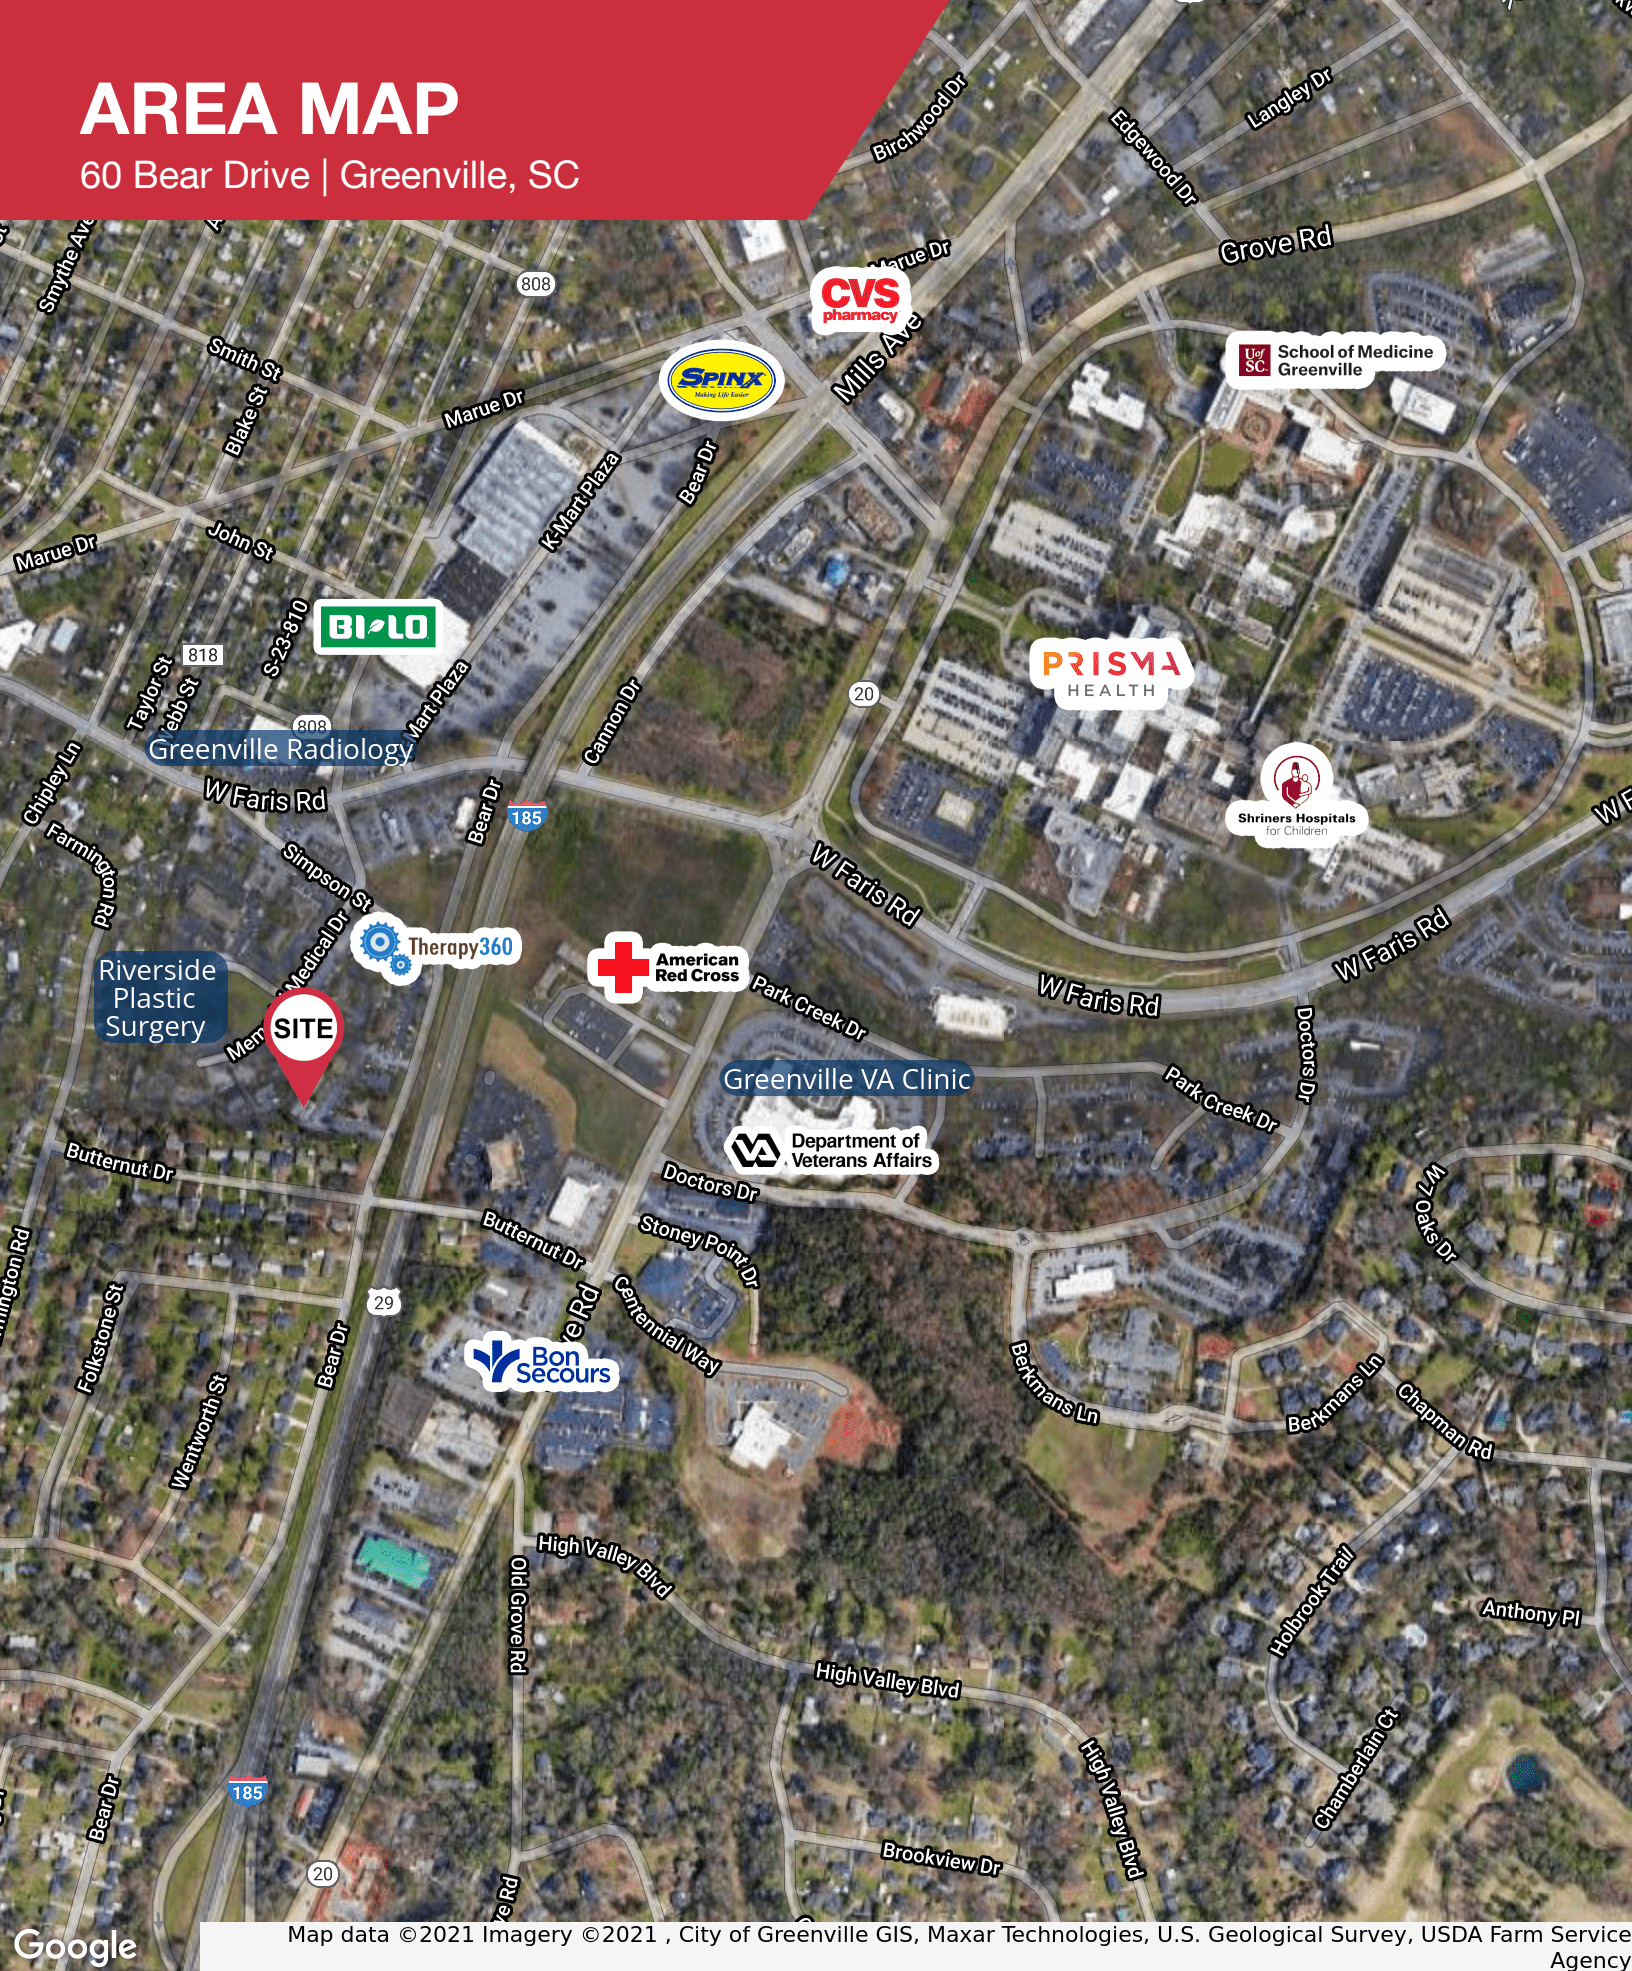 AREA MAP
60 Bear Drive | Greenville, SC
Birchwood Dr
Langley Dr
Edgewood Dr
Smythe Ave
Grove Rd
Marue Dr
808
CVS
pharmacy
Mills Ave
Smith St
UofSC
School of Medicine
Greenville
SPINX
Making Life Easier
Marue Dr
Blake St
Bear Dr
K-Mart Plaza
John St
Marue Dr
BI-LO
S-23-810
818
Taylor St
PRISMA
HEALTH
20
Mart Plaza
Cannon Dr
808
Greenville Radiology
Chipley Ln
W Faris Rd
Bear Dr
185
Shriners Hospitals
for Children
Farmington Rd
Simpson St
W Faris Rd
W Faris Rd
Medical Dr
Therapy360
American
Red Cross
Riverside
Plastic
Surgery
SITE
Park Creek Dr
W Faris Rd
Doctors Dr
Greenville VA Clinic
Park Creek Dr
VA
Department of
Veterans Affairs
Butternut Dr
Doctors Dr
Butternut Dr
Stoney Point Dr
29
Centennial Way
Folkstone St
Bear Dr
Bon
Secours
Wentworth St
Berkmans Ln
Berkmans Ln
Chapman Rd
High Valley Blvd
Old Grove Rd
Holbrook Trail
Anthony Pl
High Valley Blvd
Chamberlain Ct
High Valley Blvd
185
Bear Dr
20
Brookview Dr
Google
Map data ©2021 Imagery ©2021 , City of Greenville GIS, Maxar Technologies, U.S. Geological Survey, USDA Farm Service
Agency